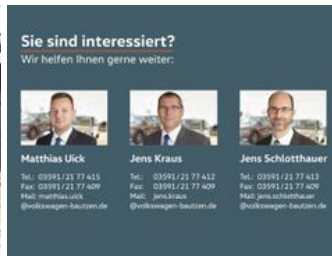 Sie sind interessiert?
Wir helfen Ihnen gerne weiter:
Matthias Uick
Tel.: 03591/21 77 415
Fax: 03591/21 77 409
Mail: matthias.uick
@volkswagen-bautzen.de
Jens Kraus
Tel.: 03591/21 77 412
Fax: 03591/21 77 409
Mail: jens.kraus
@volkswagen-bautzen.de
Jens Schlotthauer
Tel.: 03591/21 77 413
Fax: 03591/21 77 409
Mail: jens.schlotthauer
@volkswagen-bautzen.de